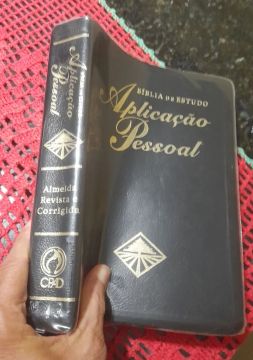 BÍBLIA DE ESTUDO
Aplicação
Pessoal
Aplicação
Pessoal
Almeida
Revista e
Corrigida
CPAD